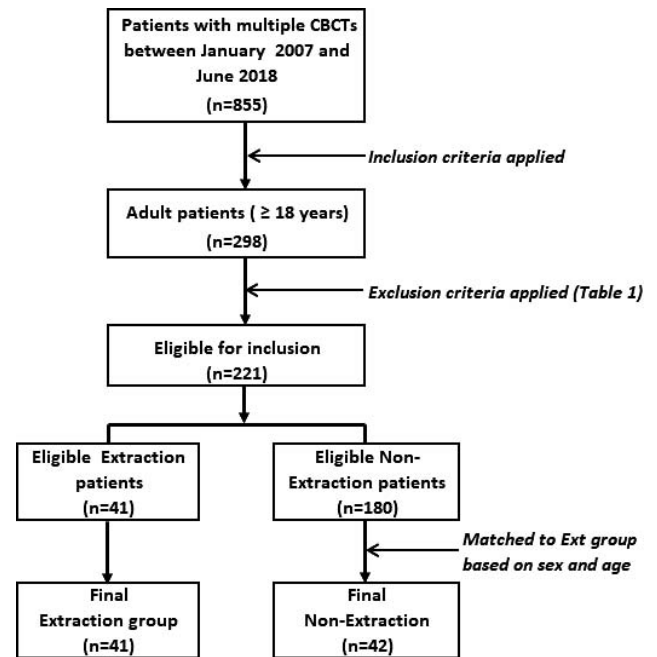 Patients with multiple CBCTs
between January 2007 and
June 2018
(n=855)
Inclusion criteria applied
Adult patients ( ≥ 18 years)
(n=298)
Exclusion criteria applied (Table 1)
Eligible for inclusion
(n=221)
Eligible Extraction
patients
(n=41)
Eligible Non-
Extraction patients
(n=180)
Matched to Ext group
based on sex and age
Final
Extraction group
(n=41)
Final
Non-Extraction
(n=42)